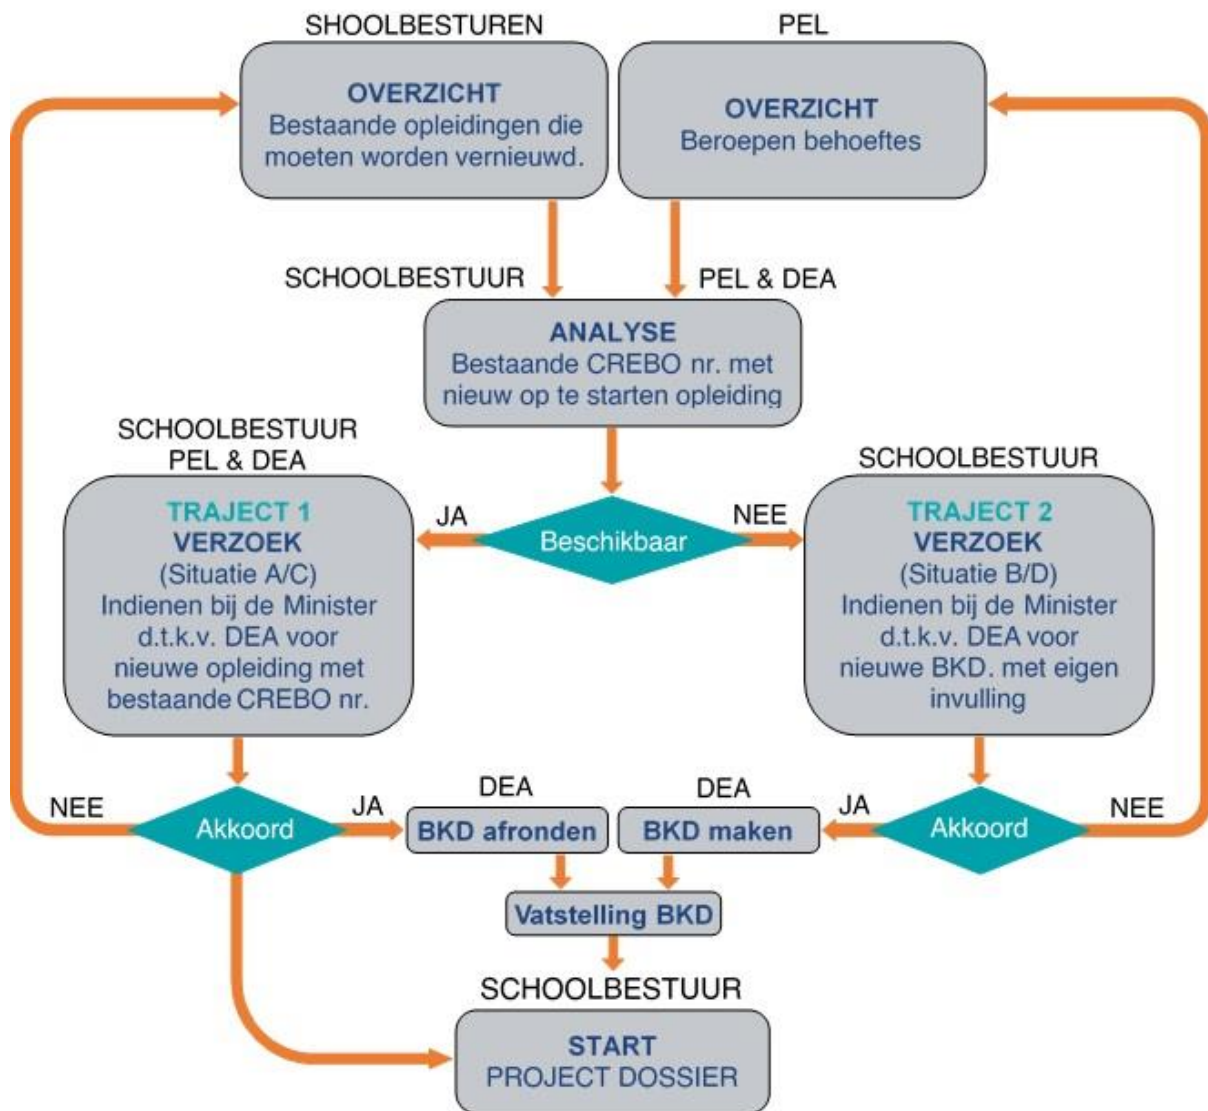 SHOOLBESTUREN
OVERZICHT
Bestaande opleidingen die
moeten worden vernieuwd.
PEL
OVERZICHT
Beroepen behoeftes
SCHOOLBESTUUR
PEL & DEA
ANALYSE
Bestaande CREBO nr. met
nieuw op te starten opleiding
Beschikbaar
JA
NEE
SCHOOLBESTUUR
PEL & DEA
TRAJECT 1
VERZOEK
(Situatie A/C)
Indienen bij de Minister
d.t.k.v. DEA voor
nieuwe opleiding met
bestaande CREBO nr.
SCHOOLBESTUUR
TRAJECT 2
VERZOEK
(Situatie B/D)
Indienen bij de Minister
d.t.k.v. DEA voor
nieuwe BKD. met eigen
invulling
NEE
Akkoord
JA
DEA
BKD afronden
DEA
BKD maken
JA
Akkoord
NEE
Vatstelling BKD
SCHOOLBESTUUR
START
PROJECT DOSSIER